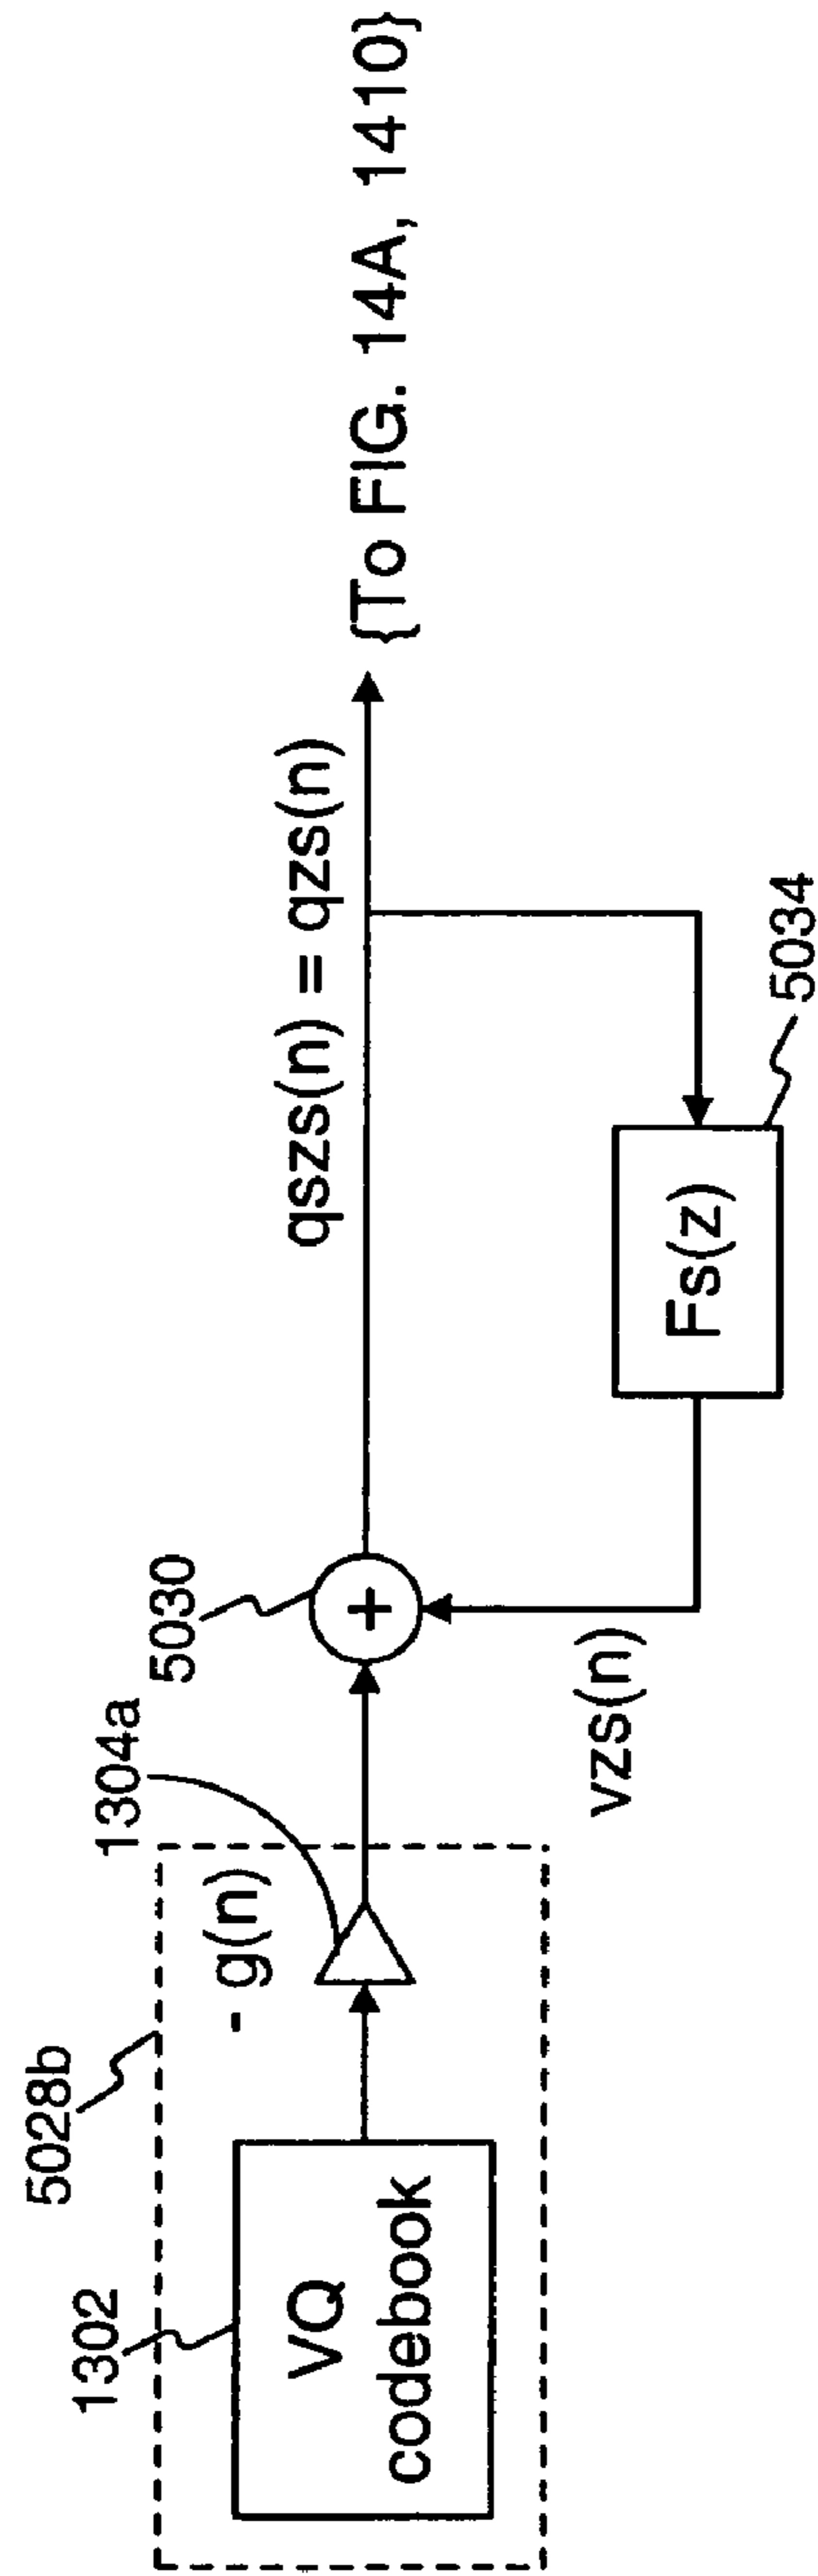 5028b
1302
VQ
codebook
- g(n)
1304a
5030
qszs(n) = qzs(n)
{To FIG. 14A, 1410}
vzs(n)
Fs(z)
5034